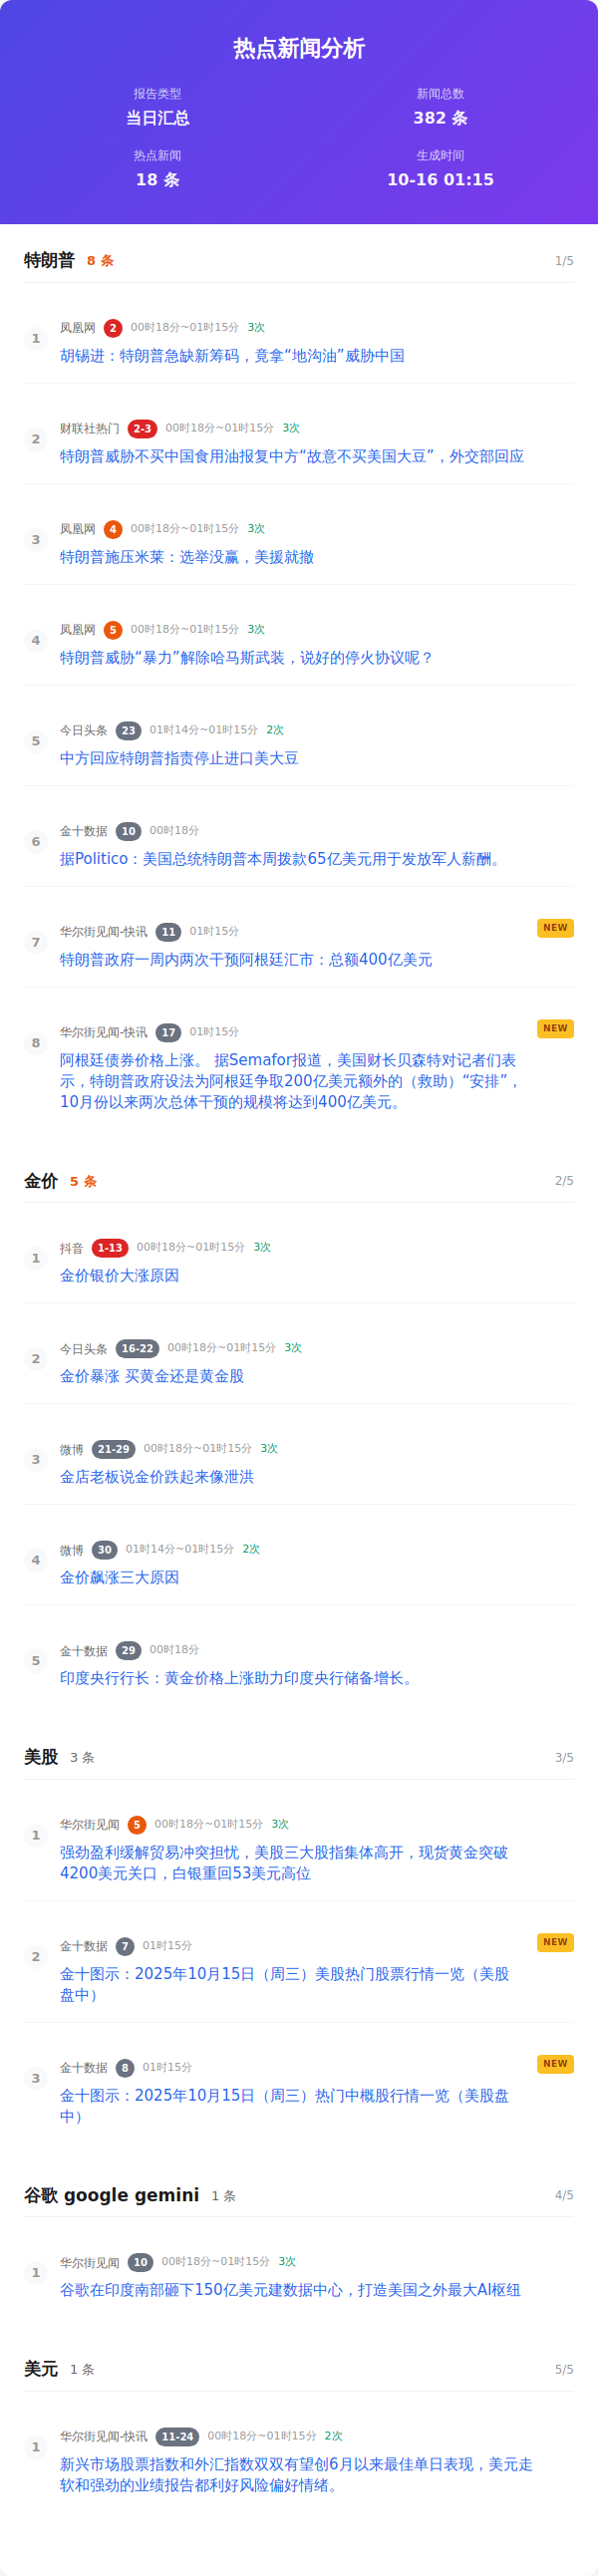 热点新闻分析
报告类型 新闻总数
当日汇总 382 条
热点新闻 生成时间
18 条 10-16 01:15
特朗普 8 条 1/5
凤凰网 2 00时18分~01时15分 3次
1
胡锡进：特朗普急缺新筹码，竟拿“地沟油”威胁中国
财联社热门 2-3 00时18分~01时15分 3次
2
特朗普威胁不买中国食用油报复中方“故意不买美国大豆”，外交部回应
凤凰网 4 00时18分~01时15分 3次
3
特朗普施压米莱：选举没赢，美援就撤
凤凰网 5 00时18分~01时15分 3次
4
特朗普威胁“暴力”解除哈马斯武装，说好的停火协议呢？
今日头条 23 01时14分~01时15分 2次
5
中方回应特朗普指责停止进口美大豆
金十数据 10 00时18分
6
据Politico：美国总统特朗普本周拨款65亿美元用于发放军人薪酬。
华尔街见闻-快讯 11 01时15分 NEW
7
特朗普政府一周内两次干预阿根廷汇市：总额400亿美元
华尔街见闻-快讯 17 01时15分 NEW
8
阿根廷债券价格上涨。 据Semafor报道，美国财长贝森特对记者们表
示，特朗普政府设法为阿根廷争取200亿美元额外的（救助）“安排”，
10月份以来两次总体干预的规模将达到400亿美元。
金价 5 条 2/5
抖音 1-13 00时18分~01时15分 3次
1
金价银价大涨原因
今日头条 16-22 00时18分~01时15分 3次
2
金价暴涨 买黄金还是黄金股
微博 21-29 00时18分~01时15分 3次
3
金店老板说金价跌起来像泄洪
微博 30 01时14分~01时15分 2次
4
金价飙涨三大原因
金十数据 29 00时18分
5
印度央行行长：黄金价格上涨助力印度央行储备增长。
美股 3 条 3/5
华尔街见闻 5 00时18分~01时15分 3次
1
强劲盈利缓解贸易冲突担忧，美股三大股指集体高开，现货黄金突破
4200美元关口，白银重回53美元高位
金十数据 7 01时15分 NEW
2
金十图示：2025年10月15日（周三）美股热门股票行情一览（美股
盘中）
金十数据 8 01时15分 NEW
3
金十图示：2025年10月15日（周三）热门中概股行情一览（美股盘
中）
谷歌 google gemini 1 条 4/5
华尔街见闻 10 00时18分~01时15分 3次
1
谷歌在印度南部砸下150亿美元建数据中心，打造美国之外最大AI枢纽
美元 1 条 5/5
华尔街见闻-快讯 11-24 00时18分~01时15分 2次
1
新兴市场股票指数和外汇指数双双有望创6月以来最佳单日表现，美元走
软和强劲的业绩报告都利好风险偏好情绪。